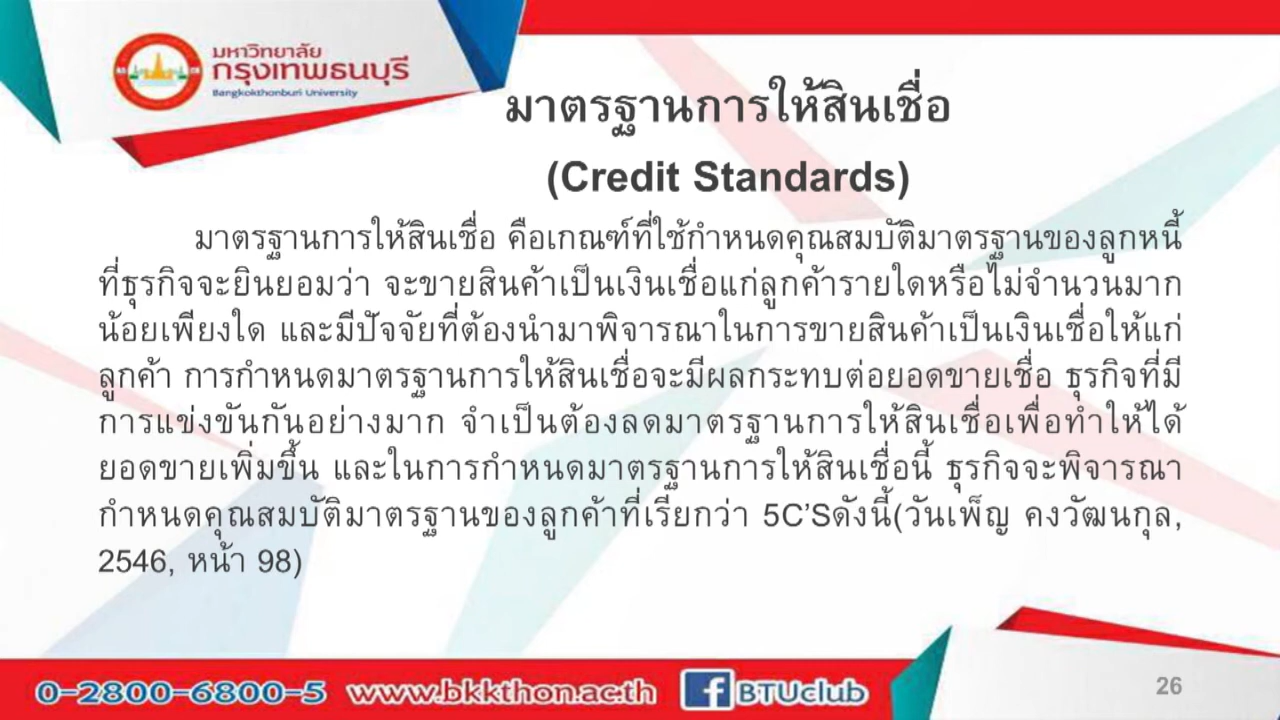 มหาวิทยาลัย
กรุงเทพธนบุรี
Bangkokthonburi University
มาตรฐานการให้สินเชื่อ
(Credit Standards)
มาตรฐานการให้สินเชื่อ คือเกณฑ์ที่ใช้กำหนดคุณสมบัติมาตรฐานของลูกหนี้
ที่ธุรกิจจะยินยอมว่า จะขายสินค้าเป็นเงินเชื่อแก่ลูกค้ารายใดหรือไม่จำนวนมาก
น้อยเพียงใด และมีปัจจัยที่ต้องนำมาพิจารณาในการขายสินค้าเป็นเงินเชื่อให้แก่
ลูกค้า การกำหนดมาตรฐานการให้สินเชื่อจะมีผลกระทบต่อยอดขายเชื่อ ธุรกิจที่มี
การแข่งขันกันอย่างมาก จำเป็นต้องลดมาตรฐานการให้สินเชื่อเพื่อทำให้ได้
ยอดขายเพิ่มขึ้น และในการกำหนดมาตรฐานการให้สินเชื่อนี้ ธุรกิจจะพิจารณา
กำหนดคุณสมบัติมาตรฐานของลูกค้าที่เรียกว่า 5C’Sดังนี้(วันเพ็ญ คงวัฒนกุล,
2546, หน้า 98)
0-2800-6800-5 www.bkkthon.ac.th f BTUclub
26